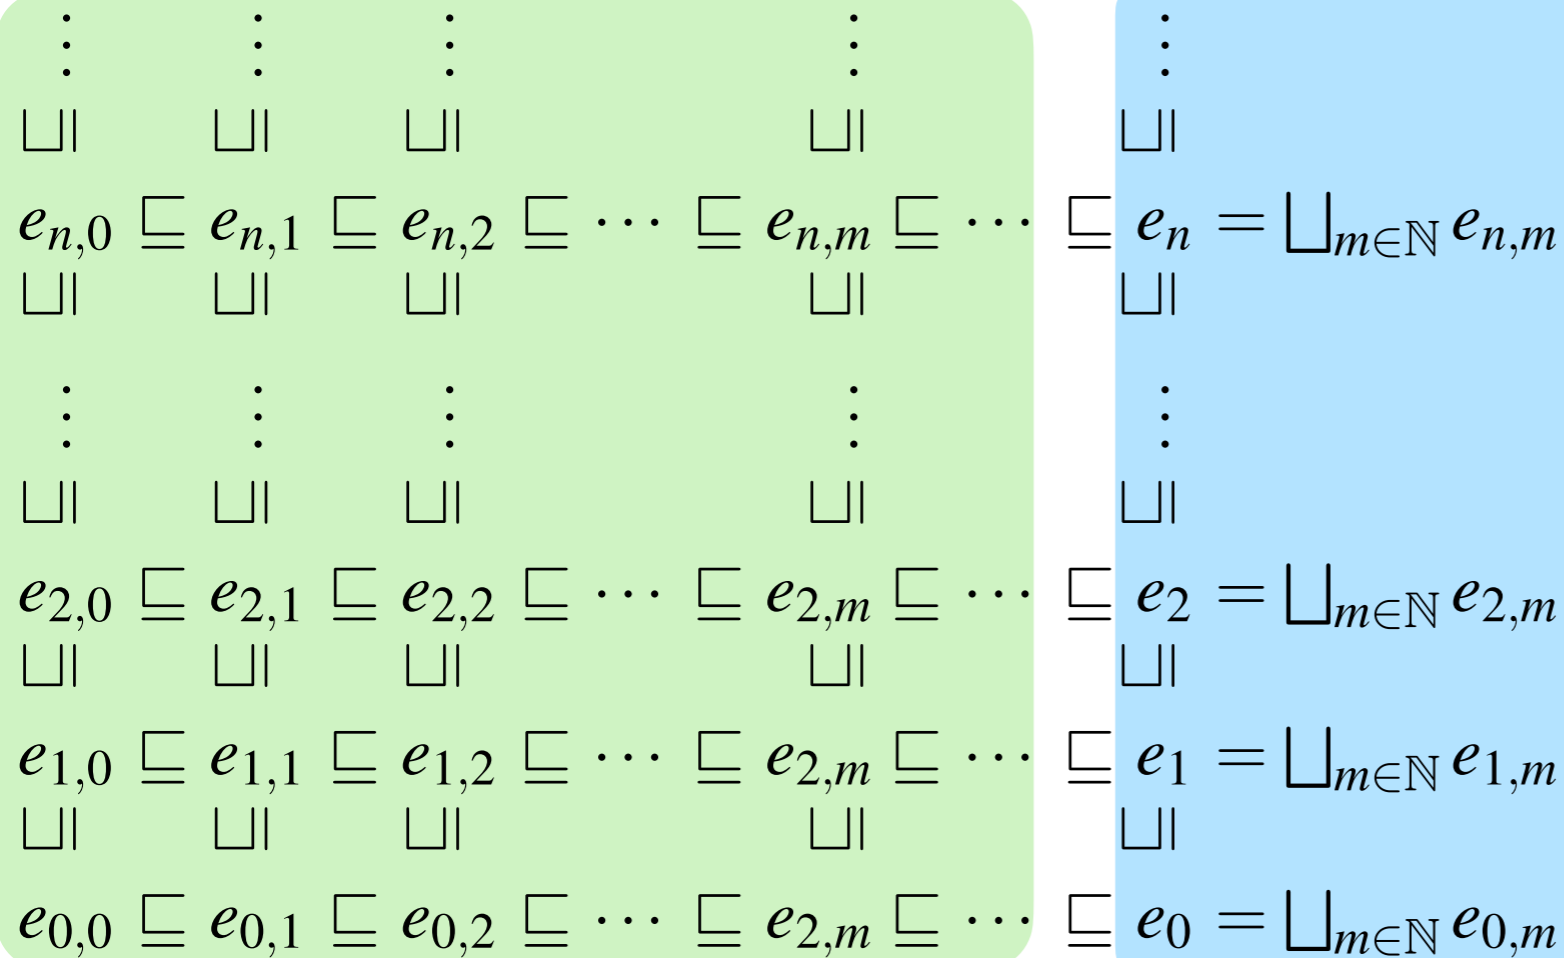 ⋮ ⋮ ⋮ ⋮ ⋮
⊔| ⊔| ⊔| ⊔| ⊔|
e_{n,0} ⊑ e_{n,1} ⊑ e_{n,2} ⊑ ⋯ ⊑ e_{n,m} ⊑ ⋯ ⊑ e_n = ⨆_{m∈ℕ} e_{n,m}
⊔| ⊔| ⊔| ⊔| ⊔|
⋮ ⋮ ⋮ ⋮ ⋮
⊔| ⊔| ⊔| ⊔| ⊔|
e_{2,0} ⊑ e_{2,1} ⊑ e_{2,2} ⊑ ⋯ ⊑ e_{2,m} ⊑ ⋯ ⊑ e_2 = ⨆_{m∈ℕ} e_{2,m}
⊔| ⊔| ⊔| ⊔| ⊔|
e_{1,0} ⊑ e_{1,1} ⊑ e_{1,2} ⊑ ⋯ ⊑ e_{2,m} ⊑ ⋯ ⊑ e_1 = ⨆_{m∈ℕ} e_{1,m}
⊔| ⊔| ⊔| ⊔| ⊔|
e_{0,0} ⊑ e_{0,1} ⊑ e_{0,2} ⊑ ⋯ ⊑ e_{2,m} ⊑ ⋯ ⊑ e_0 = ⨆_{m∈ℕ} e_{0,m}